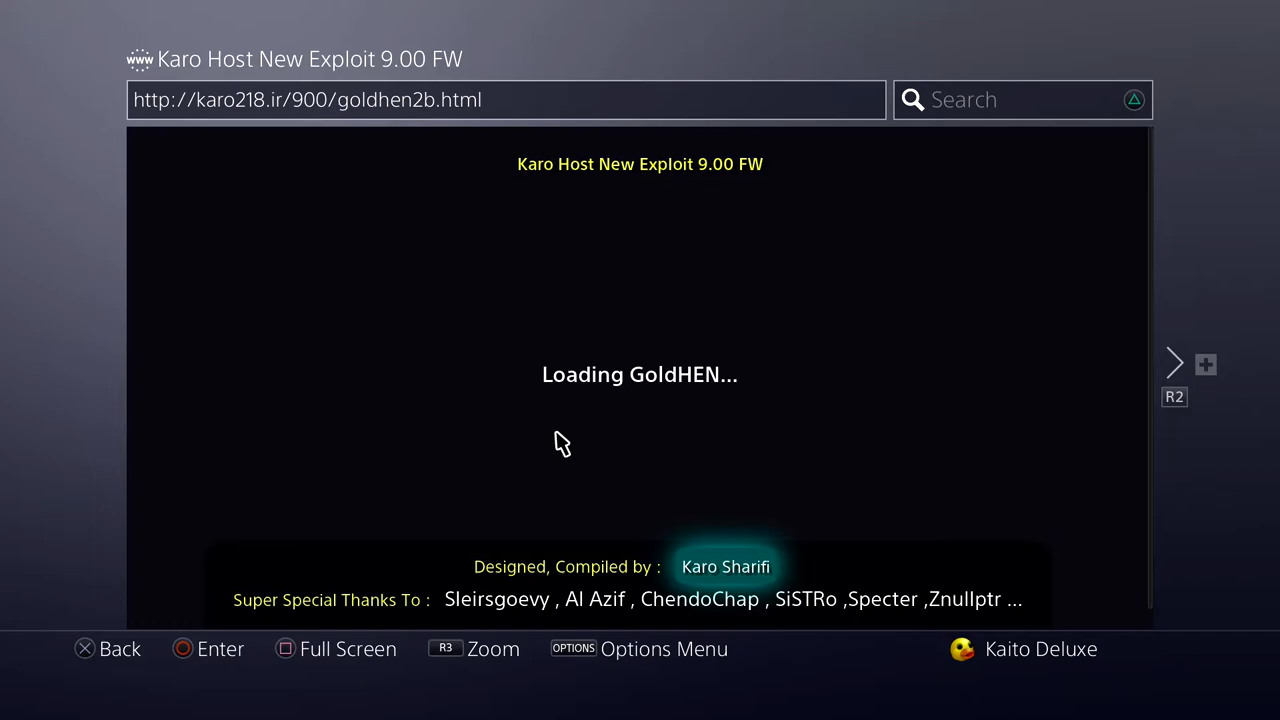 www Karo Host New Exploit 9.00 FW
http://karo218.ir/900/goldhen2b.html
Search
Karo Host New Exploit 9.00 FW
Loading GoldHEN...
R2
Designed, Compiled by : Karo Sharifi
Super Special Thanks To : Sleirsgoevy , Al Azif , ChendoChap , SiSTRo ,Specter ,Znullptr ...
Back Enter Full Screen R3 Zoom OPTIONS Options Menu Kaito Deluxe